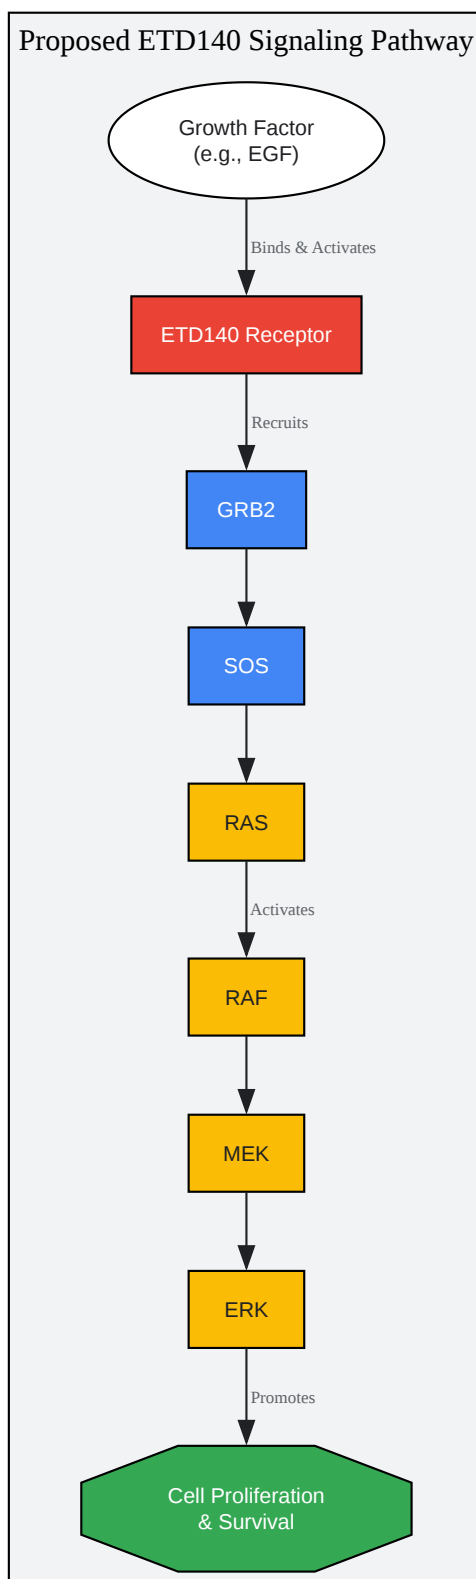 Proposed ETD140 Signaling Pathway
Growth Factor
(e.g., EGF)
Binds & Activates
ETD140 Receptor
Recruits
GRB2
SOS
RAS
Activates
RAF
MEK
ERK
Promotes
Cell Proliferation
& Survival